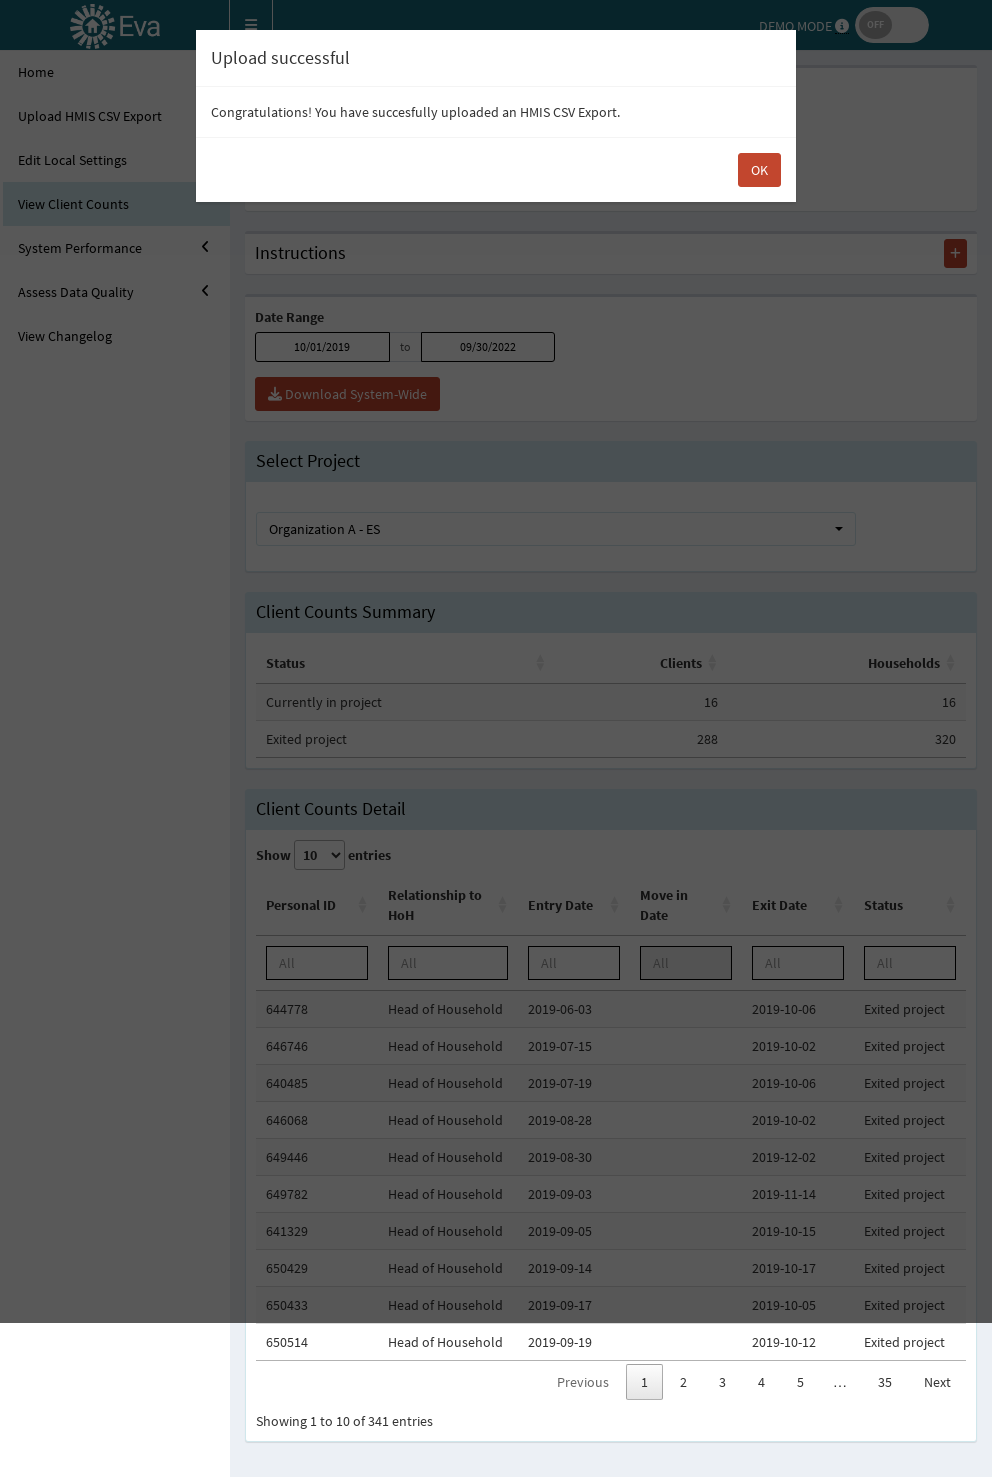 Eva
DEMO MODE OFF
Upload successful
Congratulations! You have succesfully uploaded an HMIS CSV Export.
OK
Home
Upload HMIS CSV Export
Edit Local Settings
View Client Counts
System Performance
Assess Data Quality
View Changelog
Instructions
Date Range
10/01/2019 to 09/30/2022
Download System-Wide
Select Project
Organization A - ES
Client Counts Summary
Status Clients Households
Currently in project 16 16
Exited project 288 320
Client Counts Detail
Show 10 entries
Personal ID Relationship to HoH Entry Date Move in Date Exit Date Status
All All All All All All
644778 Head of Household 2019-06-03 2019-10-06 Exited project
646746 Head of Household 2019-07-15 2019-10-02 Exited project
640485 Head of Household 2019-07-19 2019-10-06 Exited project
646068 Head of Household 2019-08-28 2019-10-02 Exited project
649446 Head of Household 2019-08-30 2019-12-02 Exited project
649782 Head of Household 2019-09-03 2019-11-14 Exited project
641329 Head of Household 2019-09-05 2019-10-15 Exited project
650429 Head of Household 2019-09-14 2019-10-17 Exited project
650433 Head of Household 2019-09-17 2019-10-05 Exited project
650514 Head of Household 2019-09-19 2019-10-12 Exited project
Previous 1 2 3 4 5 … 35 Next
Showing 1 to 10 of 341 entries